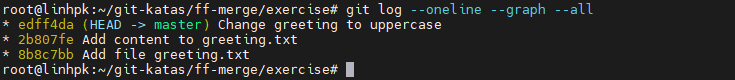 root@linhpk:~/git-katas/ff-merge/exercise# git log --oneline --graph --all
* edff4da (HEAD -> master) Change greeting to uppercase
* 2b807fe Add content to greeting.txt
* 8b8c7bb Add file greeting.txt
root@linhpk:~/git-katas/ff-merge/exercise#